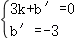 3k+b′ =0
b′ =-3